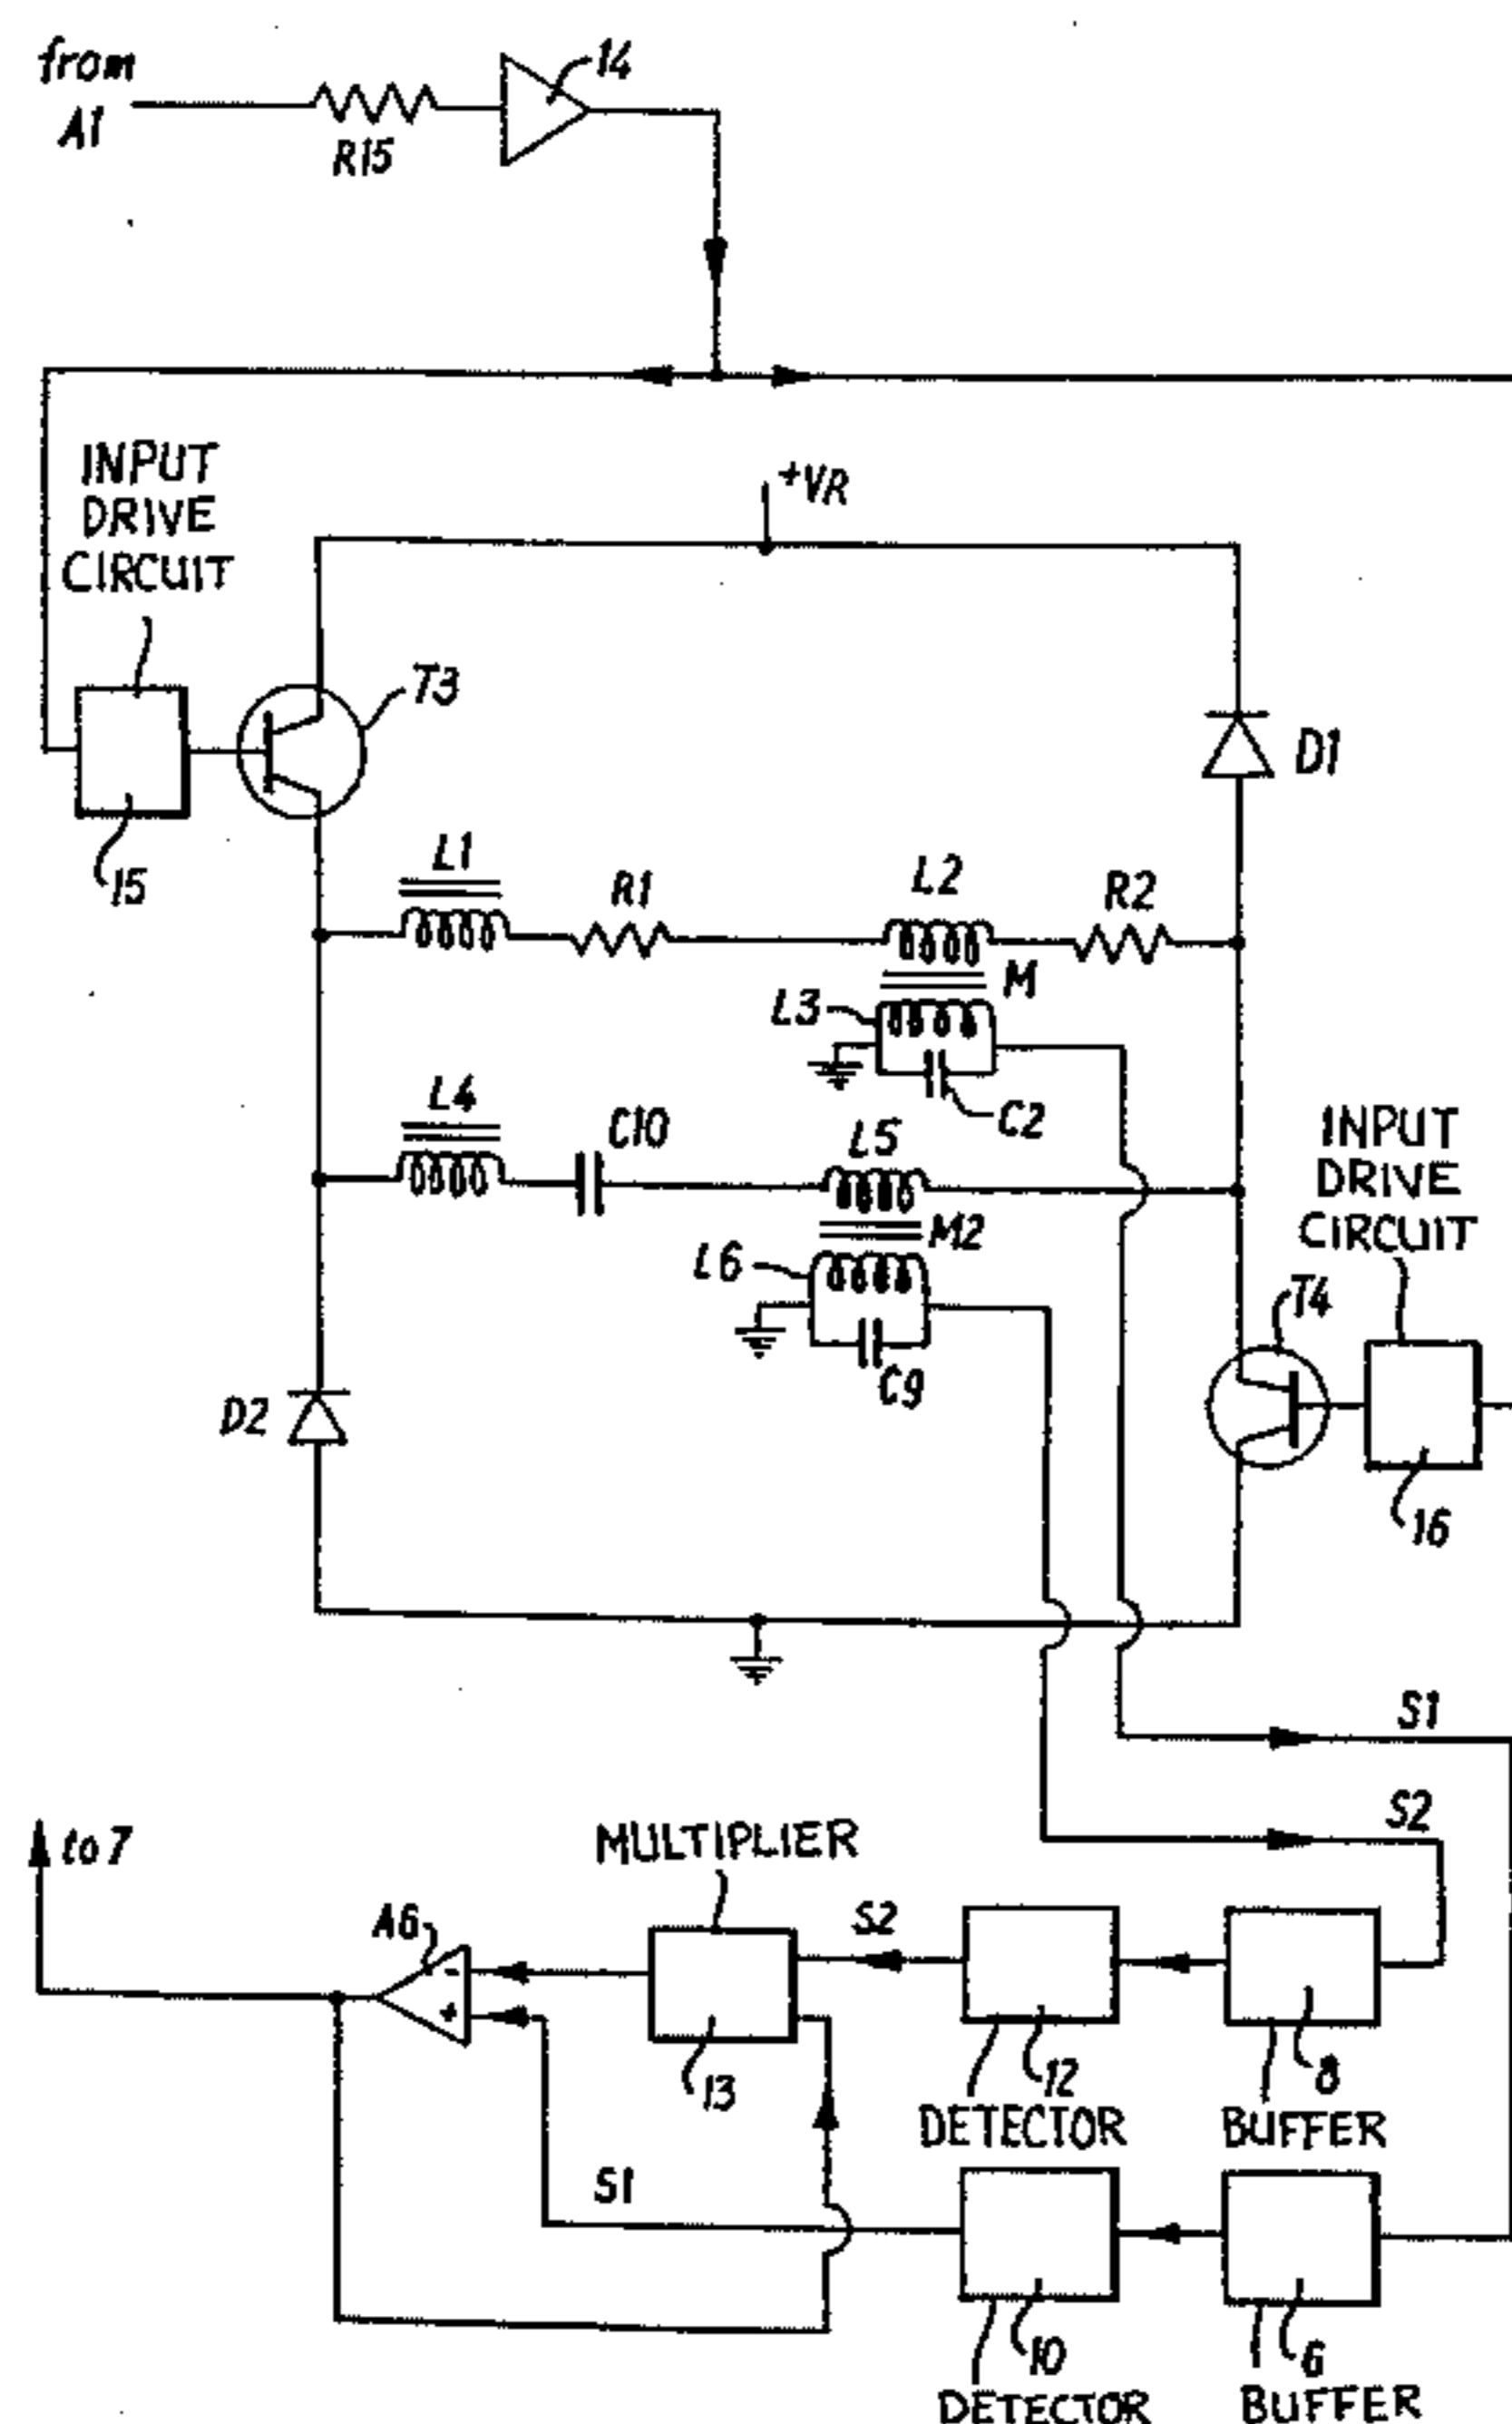 from
A1
R15
14
INPUT
DRIVE
CIRCUIT
+VR
T3
D1
15
L1
R1
L2
R2
M
L3
C2
L4
C10
L5
INPUT
DRIVE
CIRCUIT
M2
L6
T4
C9
D2
16
S1
S2
to 7
MULTIPLIER
A6
S2
-
+
13
12
8
DETECTOR
BUFFER
S1
10
6
DETECTOR
BUFFER